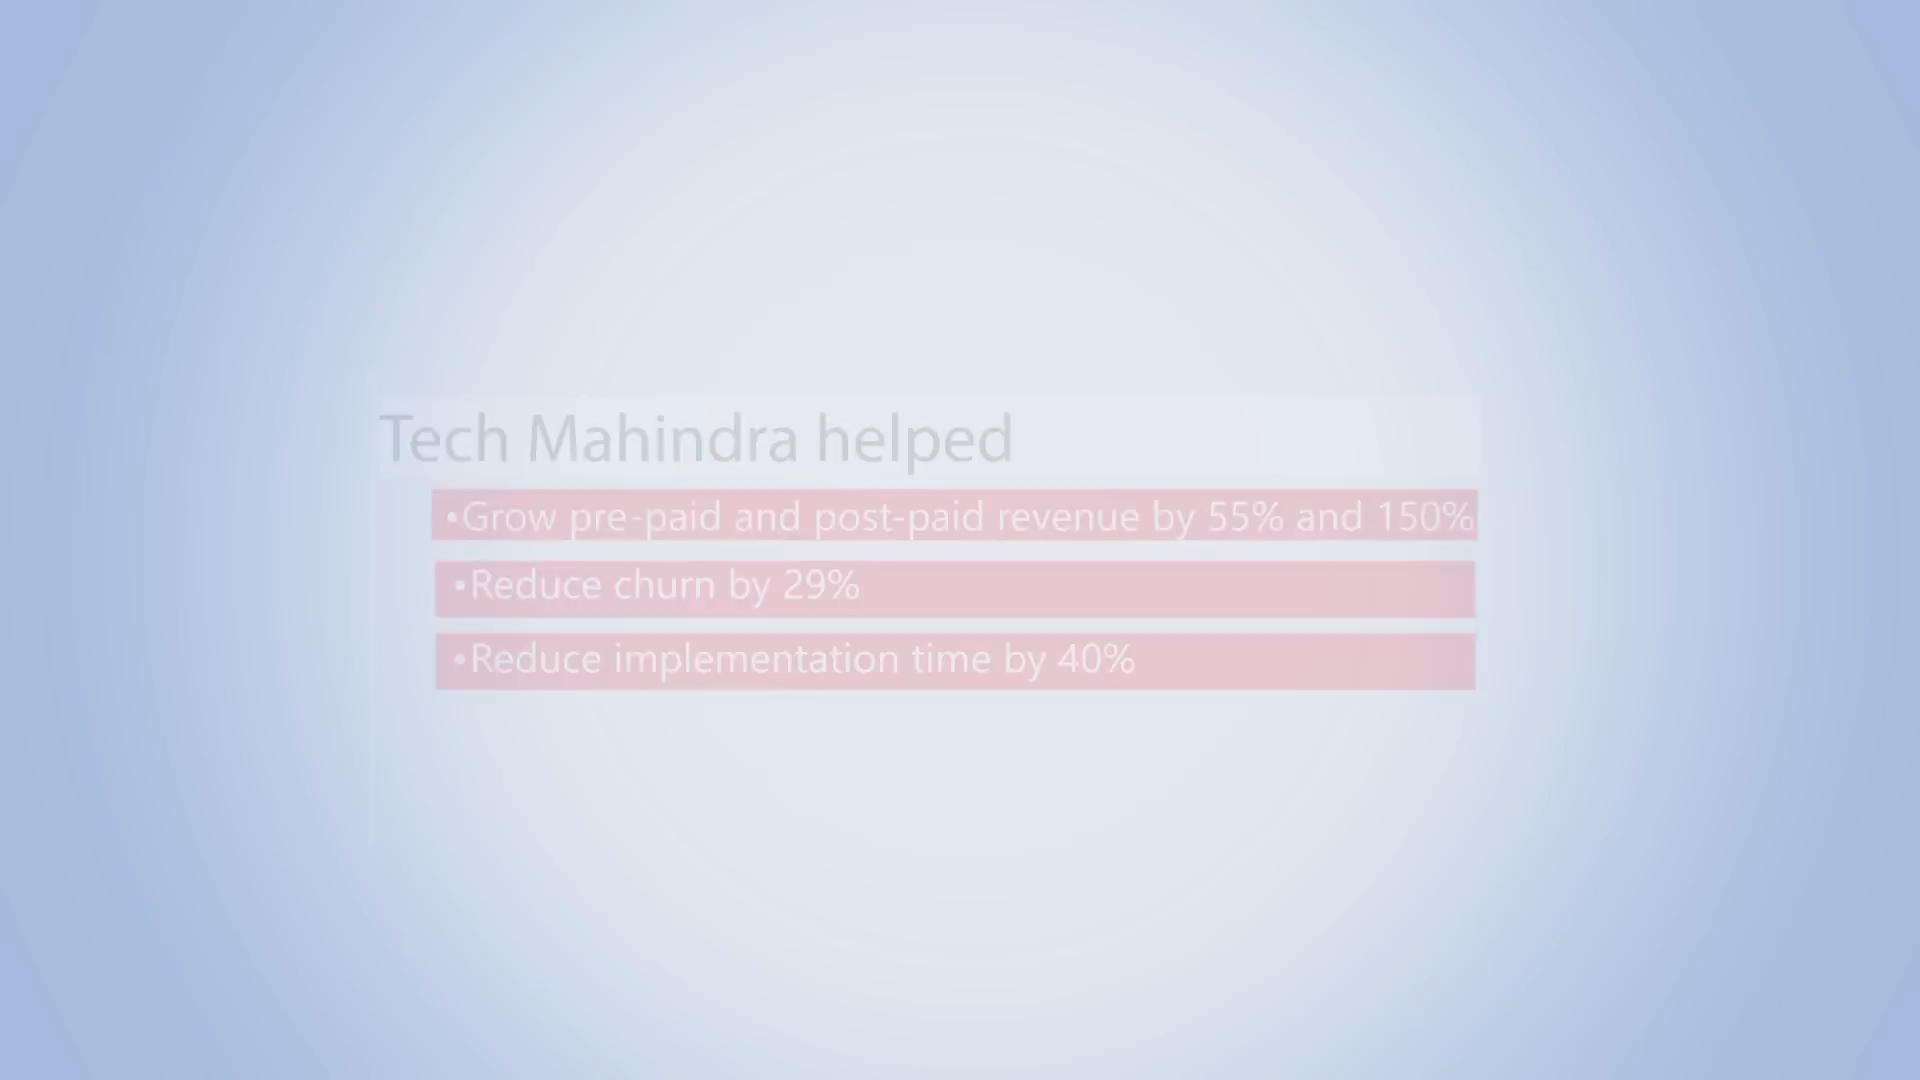 Tech Mahindra helped
•Grow pre-paid and post-paid revenue by 55% and 150%
•Reduce churn by 29%
•Reduce implementation time by 40%